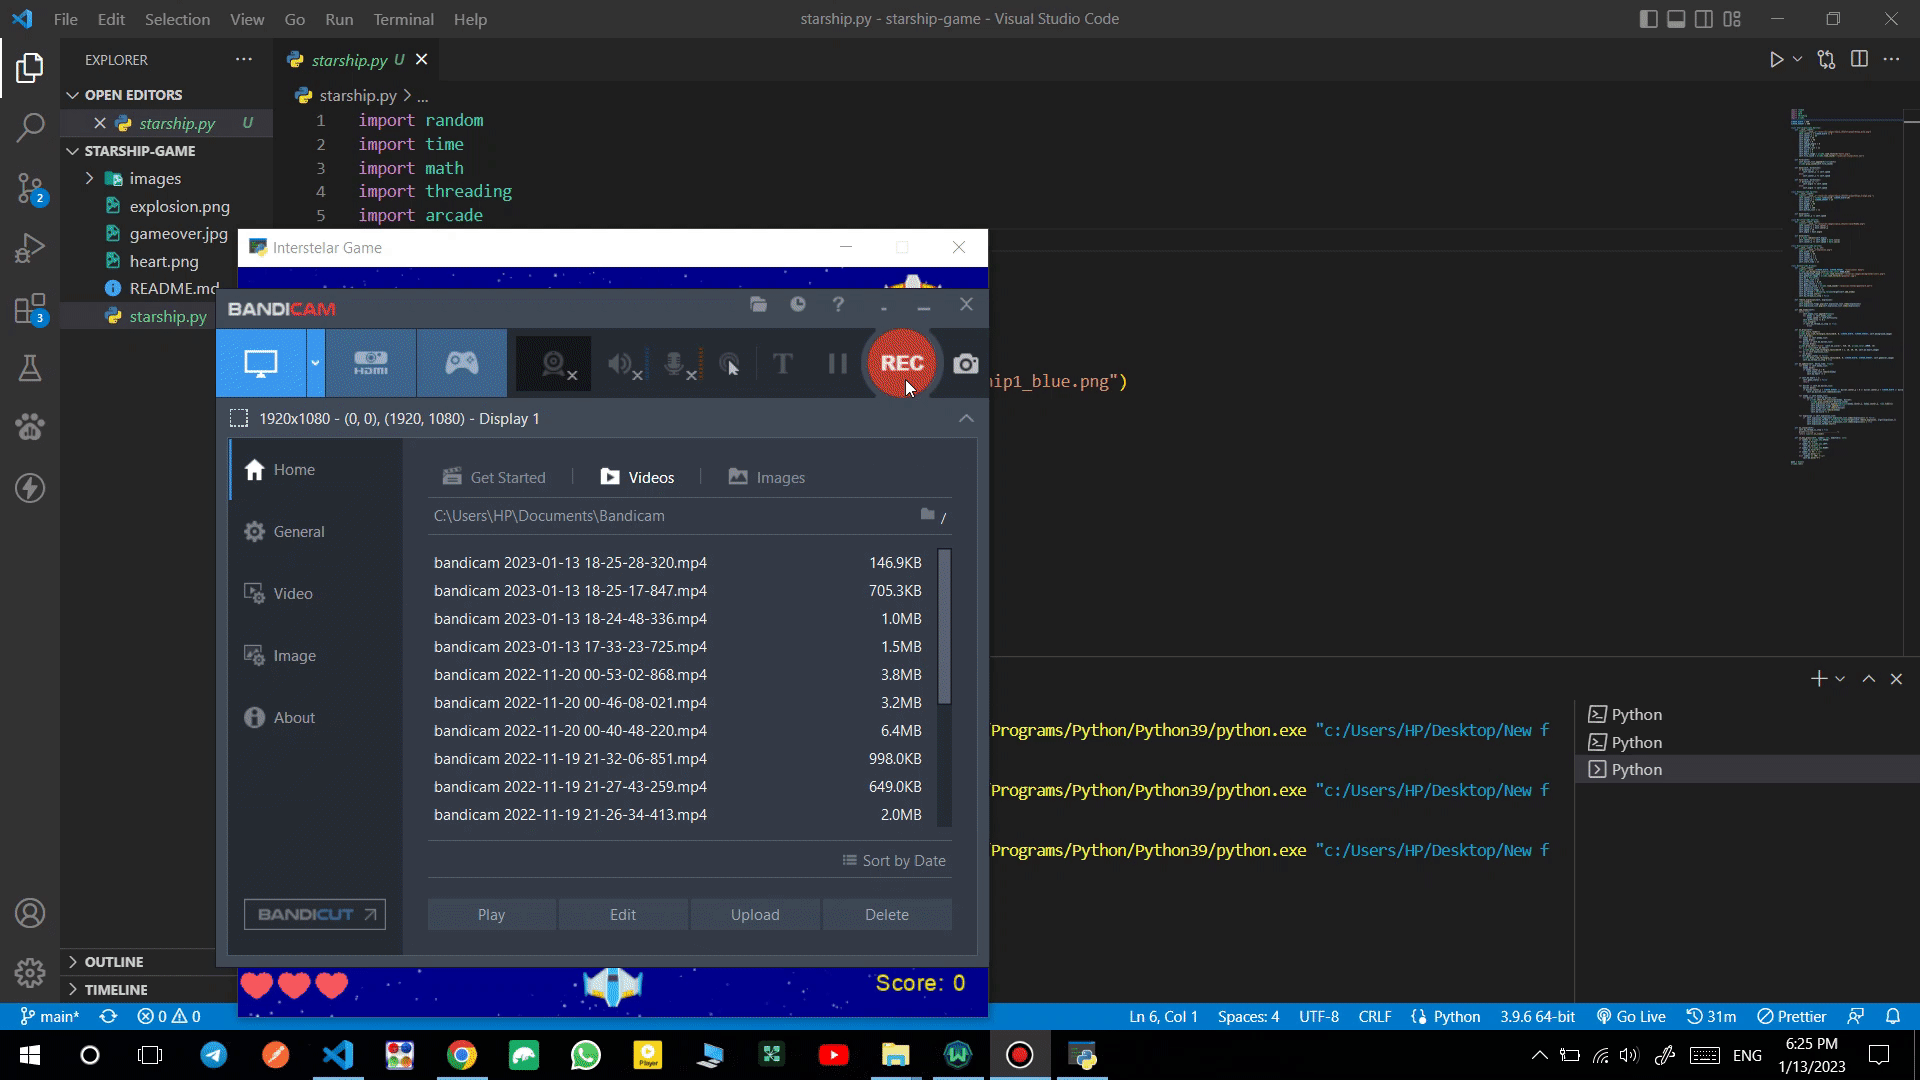 File Edit Selection View Go Run Terminal Help
starship.py - starship-game - Visual Studio Code
EXPLORER
starship.py U
OPEN EDITORS
starship.py > ...
starship.py U
STARSHIP-GAME
images
explosion.png
gameover.jpg
heart.png
README.md
starship.py
1 import random
2 import time
3 import math
4 import threading
5 import arcade
Interstelar Game
BANDICAM
HDMI
T
REC
ip1_blue.png")
1920x1080 - (0, 0), (1920, 1080) - Display 1
Home
General
Video
Image
About
Get Started
Videos
Images
C:\Users\HP\Documents\Bandicam
bandicam 2023-01-13 18-25-28-320.mp4 146.9KB
bandicam 2023-01-13 18-25-17-847.mp4 705.3KB
bandicam 2023-01-13 18-24-48-336.mp4 1.0MB
bandicam 2023-01-13 17-33-23-725.mp4 1.5MB
bandicam 2022-11-20 00-53-02-868.mp4 3.8MB
bandicam 2022-11-20 00-46-08-021.mp4 3.2MB
bandicam 2022-11-20 00-40-48-220.mp4 6.4MB
bandicam 2022-11-19 21-32-06-851.mp4 998.0KB
bandicam 2022-11-19 21-27-43-259.mp4 649.0KB
bandicam 2022-11-19 21-26-34-413.mp4 2.0MB
Sort by Date
BANDICUT
Play Edit Upload Delete
Programs/Python/Python39/python.exe "c:/Users/HP/Desktop/New f
Programs/Python/Python39/python.exe "c:/Users/HP/Desktop/New f
Programs/Python/Python39/python.exe "c:/Users/HP/Desktop/New f
Python
Python
Python
2
3
OUTLINE
TIMELINE
Score: 0
main* 0 0
Ln 6, Col 1 Spaces: 4 UTF-8 CRLF Python 3.9.6 64-bit Go Live 31m Prettier
Player
ENG
6:25 PM
1/13/2023